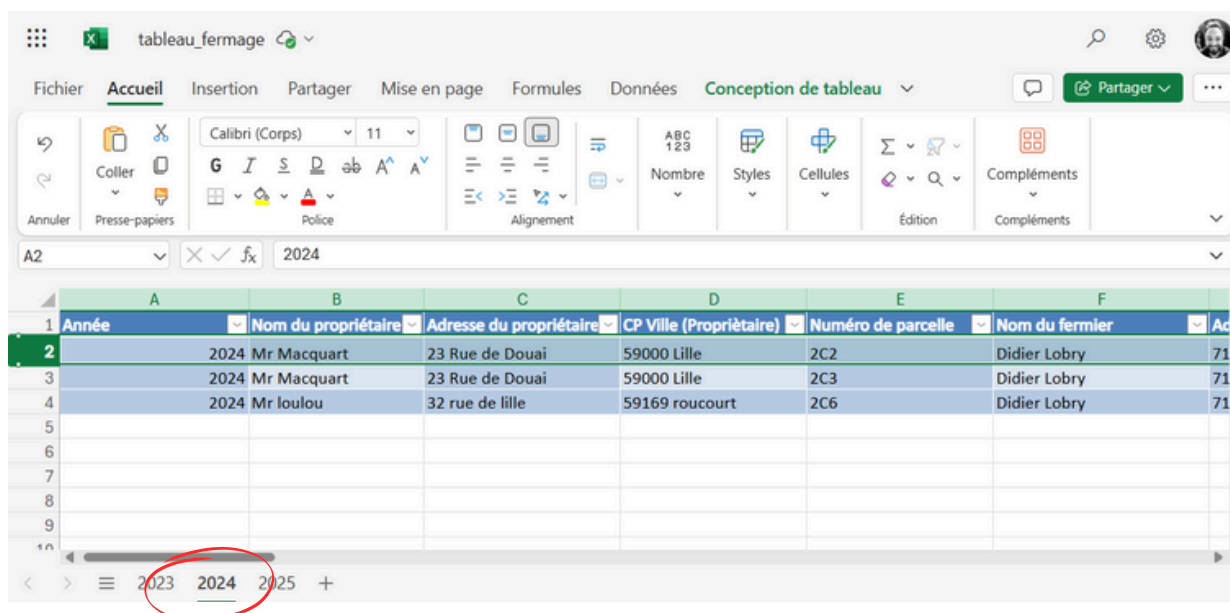 tableau_fermage
Fichier Accueil Insertion Partager Mise en page Formules Données Conception de tableau Partager
Calibri (Corps) 11
ABC
123
Coller Nombre Styles Cellules Compléments
G I S D ab A^ A˅
Annuler Presse-papiers Police Alignement Édition Compléments
A2 fx 2024
A B C D E F
1 Année Nom du propriétaire Adresse du propriétaire CP Ville (Propriètaire) Numéro de parcelle Nom du fermier Ad
2 2024 Mr Macquart 23 Rue de Douai 59000 Lille 2C2 Didier Lobry 71
3 2024 Mr Macquart 23 Rue de Douai 59000 Lille 2C3 Didier Lobry 71
4 2024 Mr loulou 32 rue de lille 59169 roucourt 2C6 Didier Lobry 71
5
6
7
8
9
10
2023 2024 2025